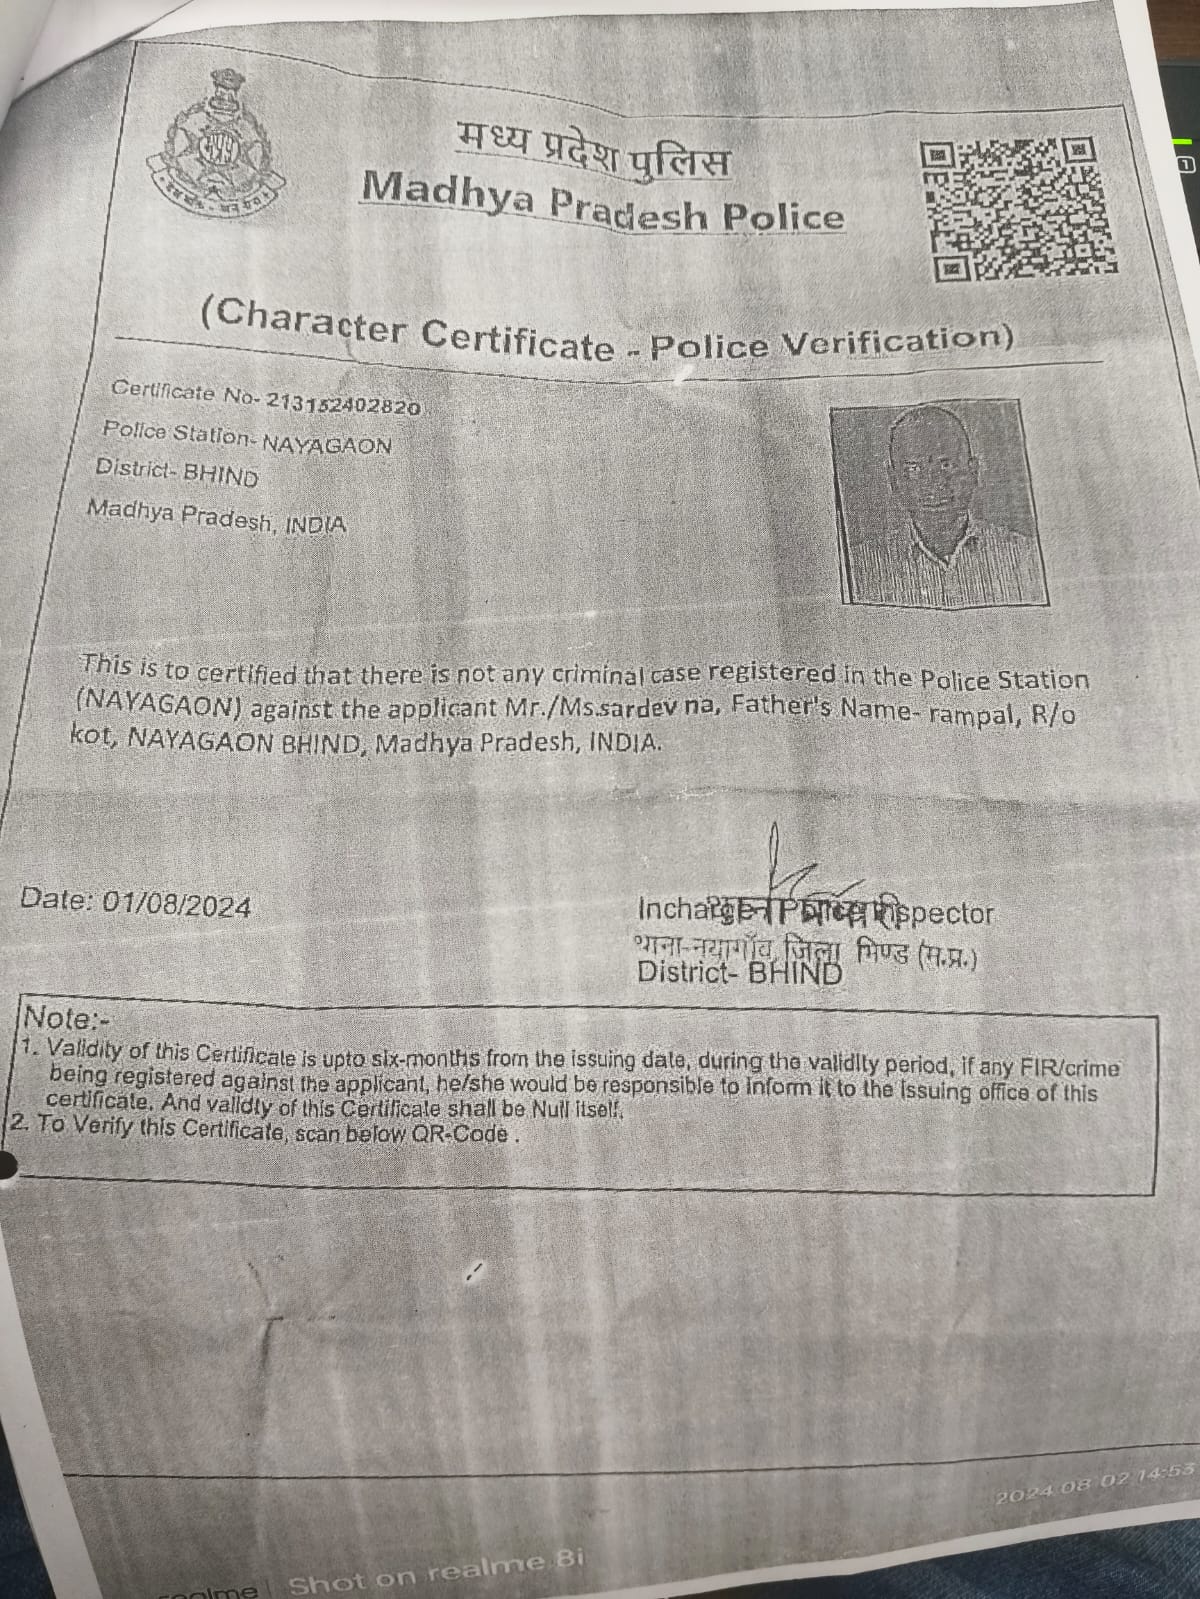 मध्य प्रदेश पुलिस
Madhya Pradesh Police
(Character Certificate - Police Verification)
Certificate No- 213152402820
Police Station- NAYAGAON
District- BHIND
Madhya Pradesh, INDIA
This is to certified that there is not any criminal case registered in the Police Station
(NAYAGAON) against the applicant Mr./Ms.sardev na, Father's Name- rampal, R/o
kot, NAYAGAON BHIND, Madhya Pradesh, INDIA.
Date: 01/08/2024
थाना-नयागाँव, जिला भिण्ड (म.प्र.)
District- BHIND
Note:-
1. Validity of this Certificate is upto six-months from the issuing date, during the validity period, if any FIR/crime
being registered against the applicant, he/she would be responsible to inform it to the issuing office of this
certificate. And validty of this Certificate shall be Null itself.
2. To Verify this Certificate, scan below QR-Code .
2024.08.02 14:53
realme | Shot on realme 8i